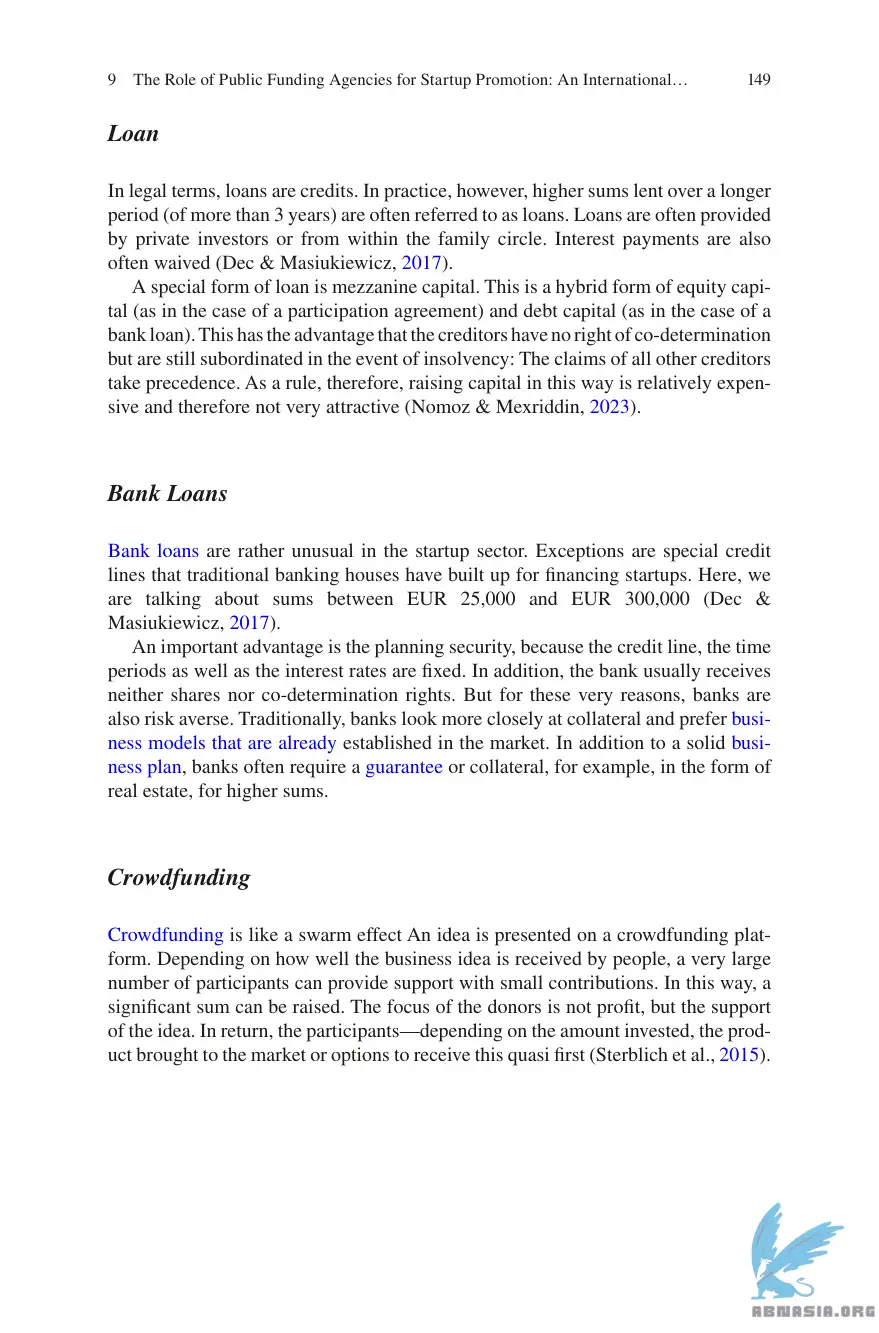 9 The Role of Public Funding Agencies for Startup Promotion: An International… 149
Loan
In legal terms, loans are credits. In practice, however, higher sums lent over a longer
period (of more than 3 years) are often referred to as loans. Loans are often provided
by private investors or from within the family circle. Interest payments are also
often waived (Dec & Masiukiewicz, 2017).
A special form of loan is mezzanine capital. This is a hybrid form of equity capi-
tal (as in the case of a participation agreement) and debt capital (as in the case of a
bank loan). This has the advantage that the creditors have no right of co-determination
but are still subordinated in the event of insolvency: The claims of all other creditors
take precedence. As a rule, therefore, raising capital in this way is relatively expen-
sive and therefore not very attractive (Nomoz & Mexriddin, 2023).
Bank Loans
Bank loans are rather unusual in the startup sector. Exceptions are special credit
lines that traditional banking houses have built up for financing startups. Here, we
are talking about sums between EUR 25,000 and EUR 300,000 (Dec &
Masiukiewicz, 2017).
An important advantage is the planning security, because the credit line, the time
periods as well as the interest rates are fixed. In addition, the bank usually receives
neither shares nor co-determination rights. But for these very reasons, banks are
also risk averse. Traditionally, banks look more closely at collateral and prefer busi-
ness models that are already established in the market. In addition to a solid busi-
ness plan, banks often require a guarantee or collateral, for example, in the form of
real estate, for higher sums.
Crowdfunding
Crowdfunding is like a swarm effect An idea is presented on a crowdfunding plat-
form. Depending on how well the business idea is received by people, a very large
number of participants can provide support with small contributions. In this way, a
significant sum can be raised. The focus of the donors is not profit, but the support
of the idea. In return, the participants—depending on the amount invested, the prod-
uct brought to the market or options to receive this quasi first (Sterblich et al., 2015).
ABNASIA.ORG